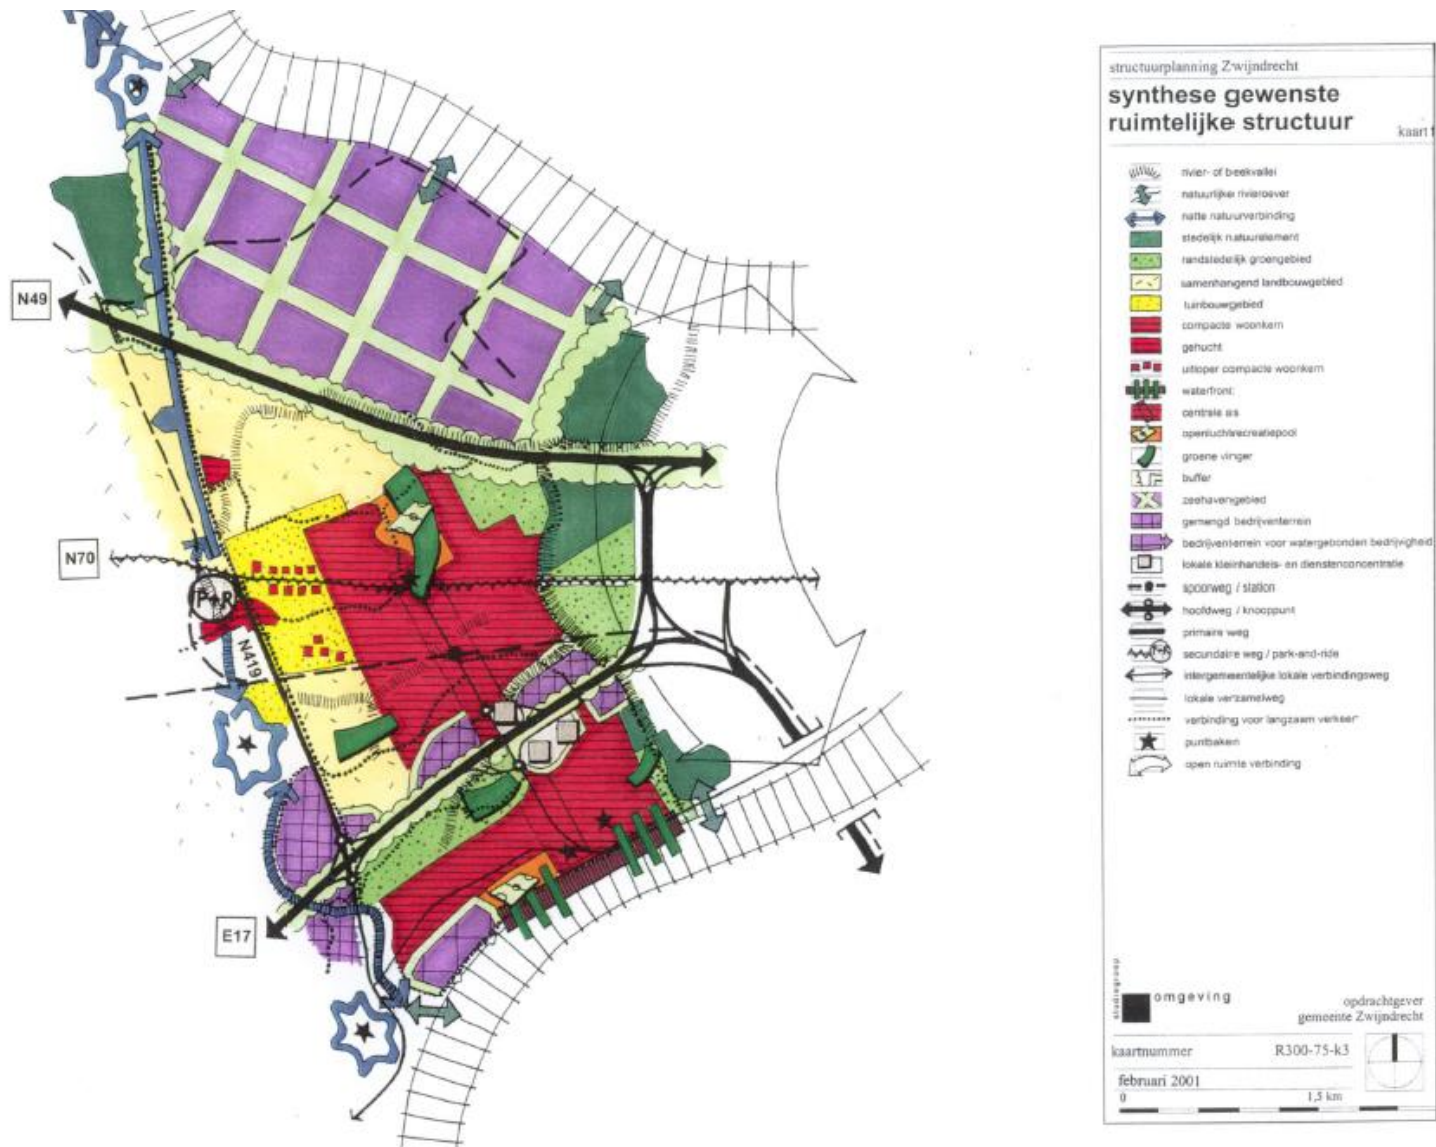 N49
N70
P+R
N419
E17
structuurplanning Zwijndrecht
synthese gewenste
ruimtelijke structuur
kaart 1
rivier- of beekvallei
natuurlijke rivieroever
natte natuurverbinding
stedelijk natuurelement
randstedelijk groengebied
samenhangend landbouwgebied
tuinbouwgebied
compacte woonkern
gehucht
uitloper compacte woonkern
waterfront
centrale as
openluchtrecreatiepool
groene vinger
buffer
zeehavengebied
gemengd bedrijventerrein
bedrijventerrein voor watergebonden bedrijvigheid
lokale kleinhandels- en dienstenconcentratie
spoorweg / station
hoofdweg / knooppunt
primaire weg
secundaire weg / park-and-ride
intergemeentelijke lokale verbindingsweg
lokale verzamelweg
verbinding voor langzaam verkeer
puntbaken
open ruimte verbinding
studiegroep
omgeving
opdrachtgever
gemeente Zwijndrecht
kaartnummer R300-75-k3
februari 2001
0 1,5 km